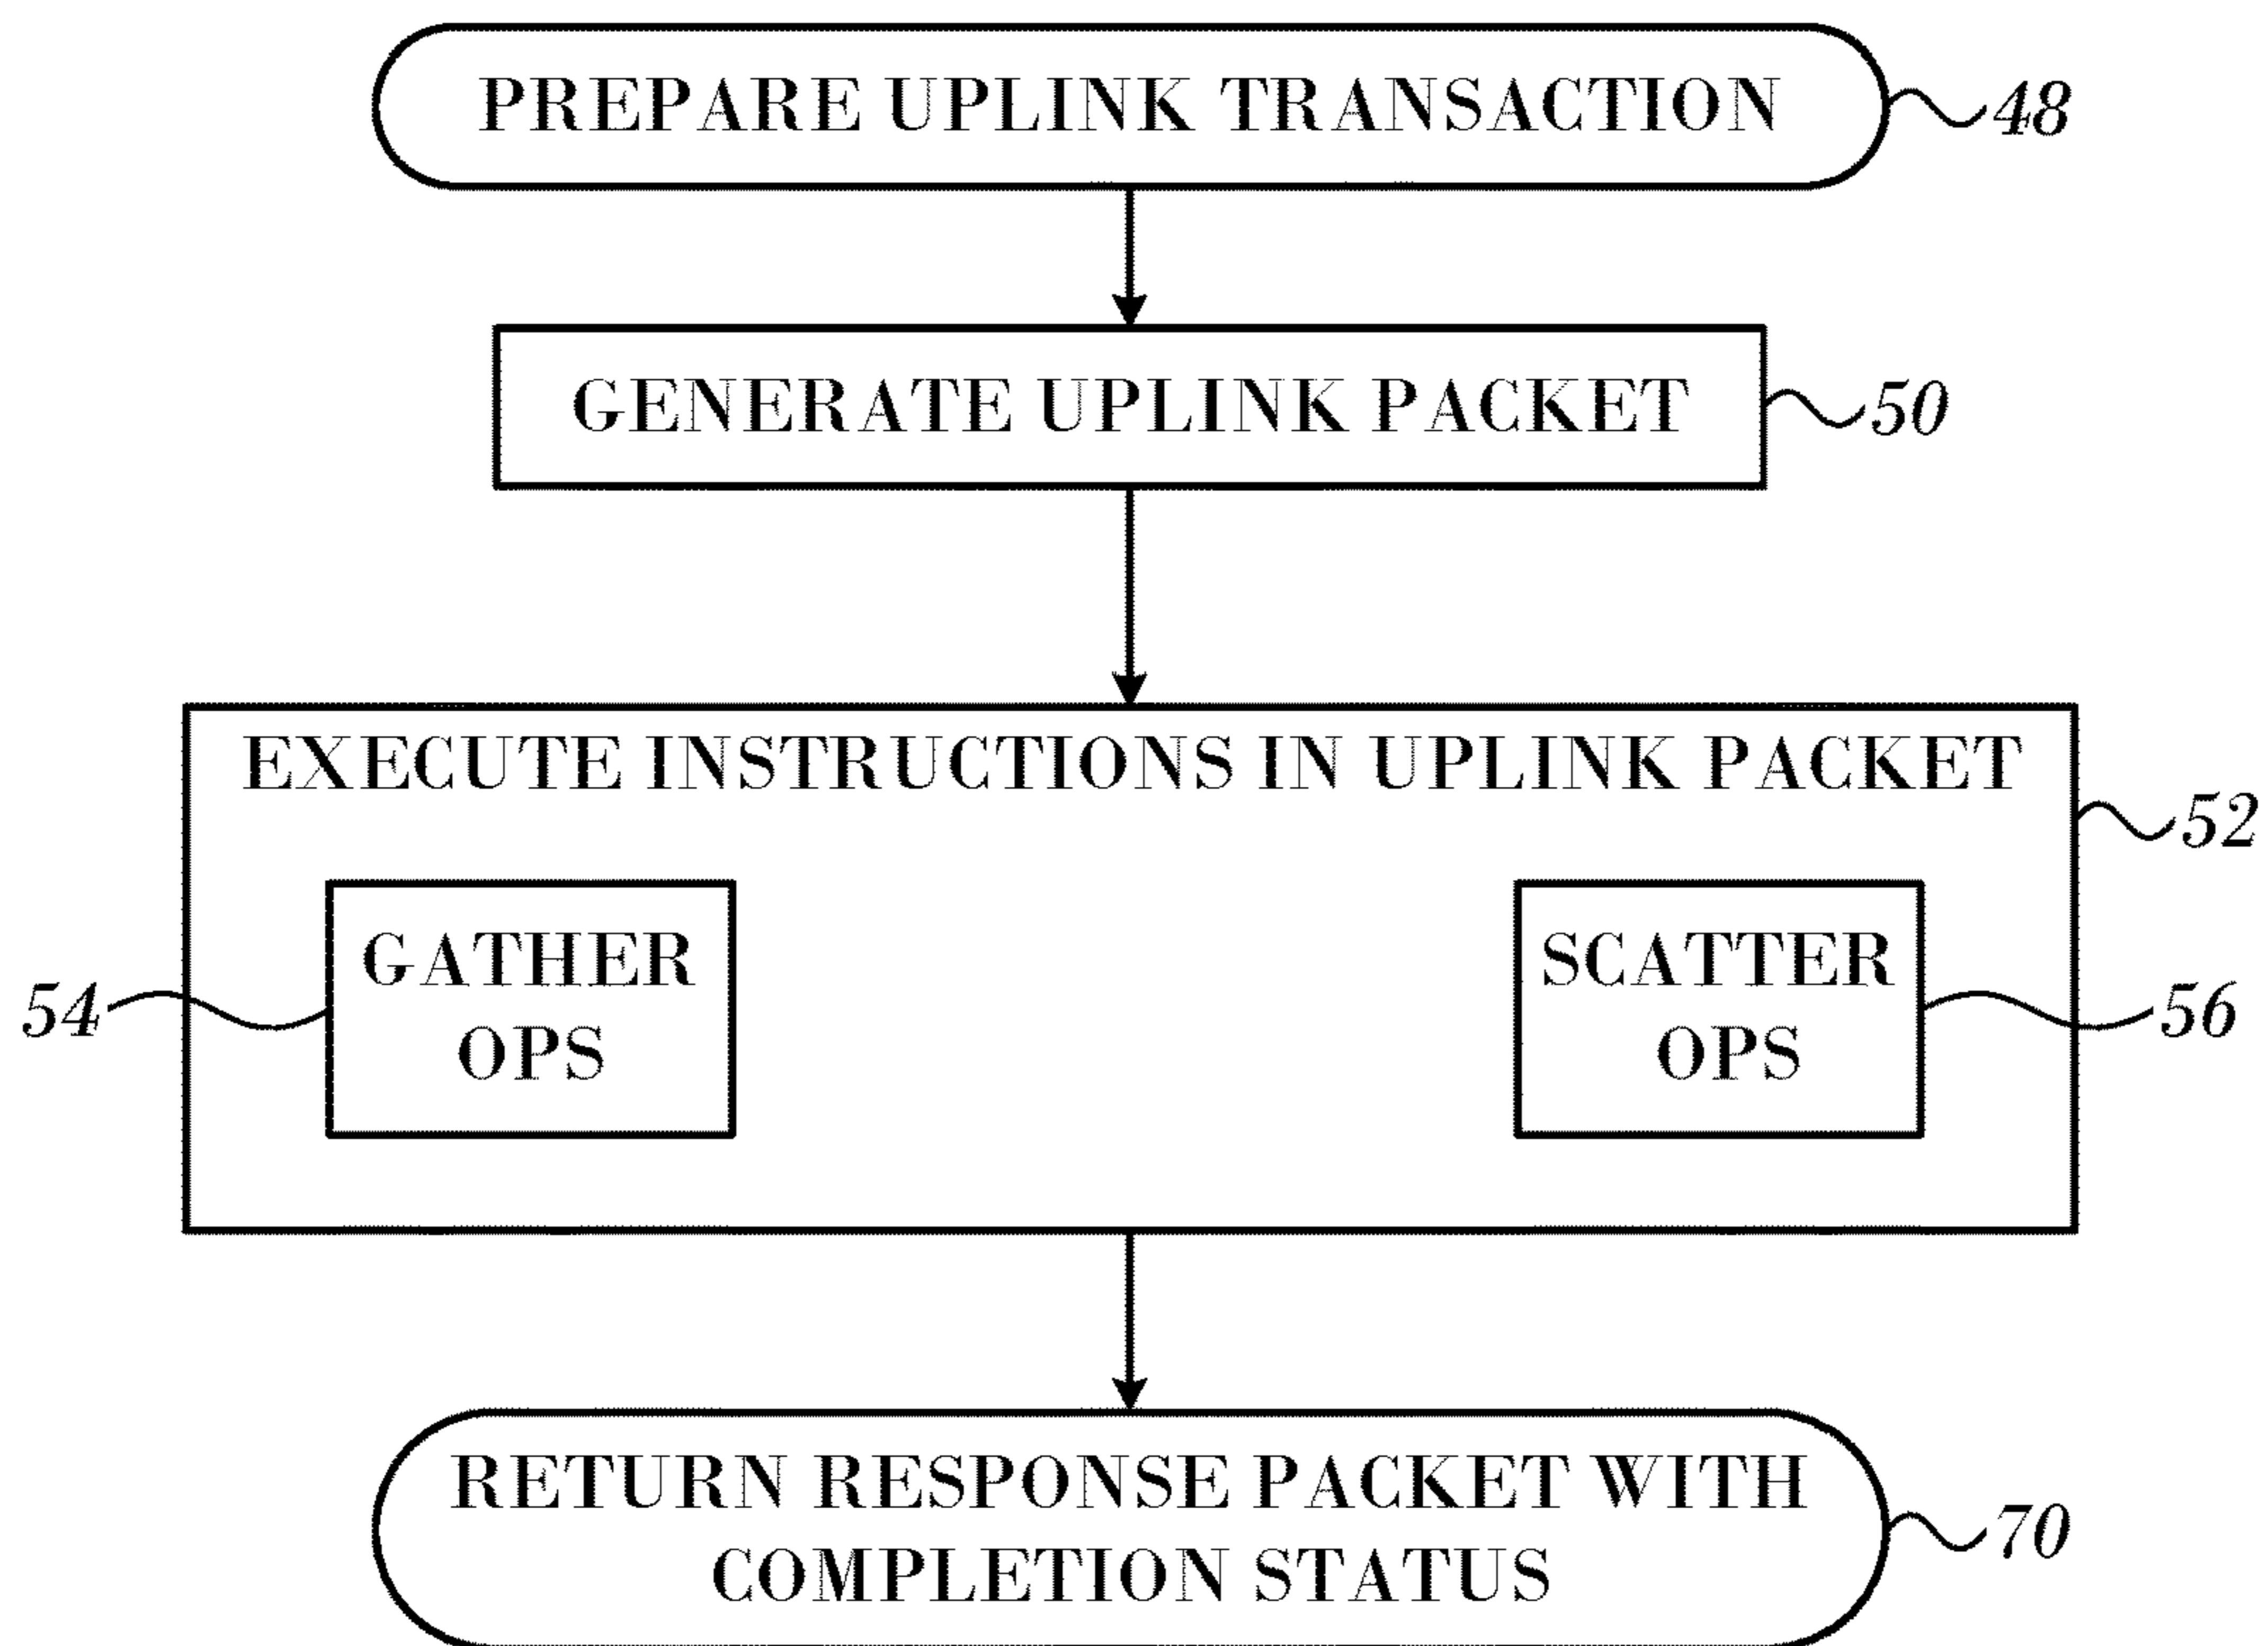 PREPARE UPLINK TRANSACTION
48
GENERATE UPLINK PACKET
50
EXECUTE INSTRUCTIONS IN UPLINK PACKET
52
54
GATHER
OPS
SCATTER
OPS
56
RETURN RESPONSE PACKET WITH
COMPLETION STATUS
70